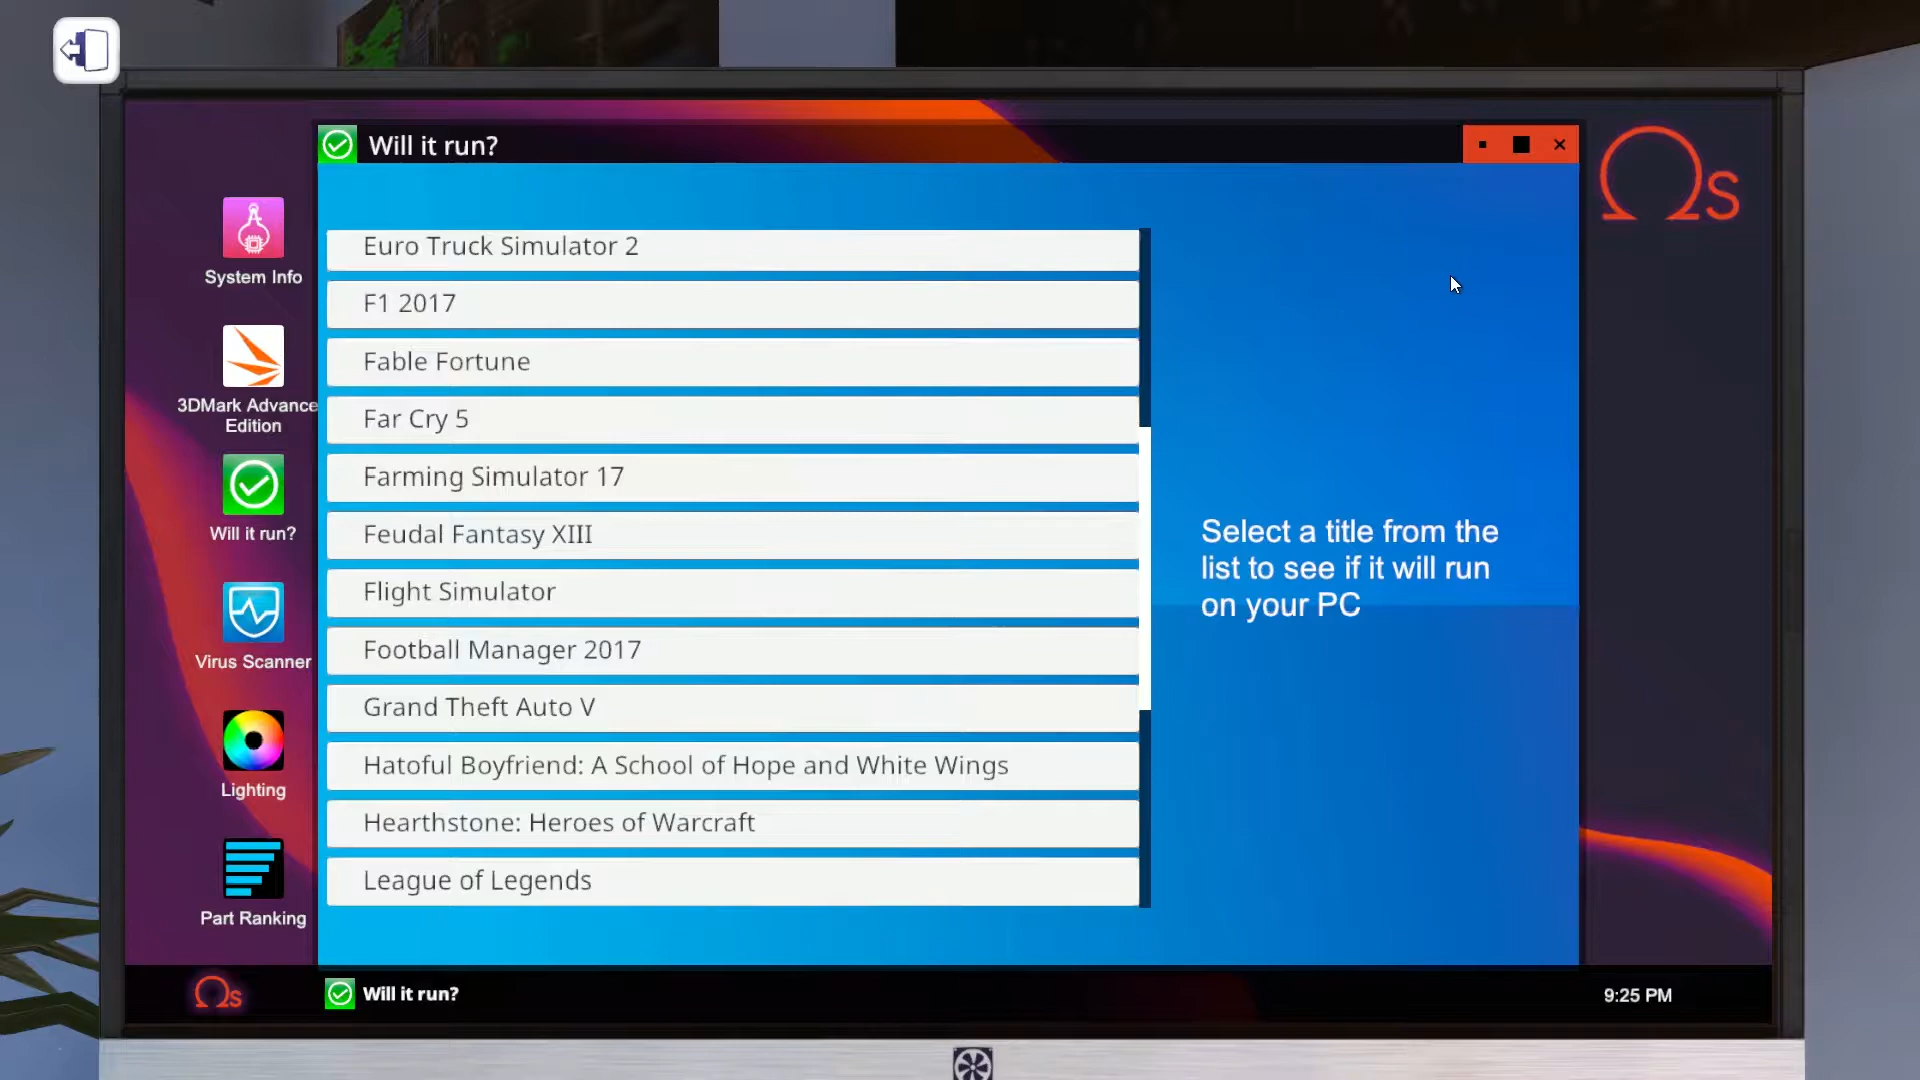 Will it run?
Ωs
System Info
3DMark Advance
Edition
Will it run?
Virus Scanner
Lighting
Part Ranking
Euro Truck Simulator 2
F1 2017
Fable Fortune
Far Cry 5
Farming Simulator 17
Feudal Fantasy XIII
Flight Simulator
Football Manager 2017
Grand Theft Auto V
Hatoful Boyfriend: A School of Hope and White Wings
Hearthstone: Heroes of Warcraft
League of Legends
Select a title from the
list to see if it will run
on your PC
Ωs
Will it run?
9:25 PM